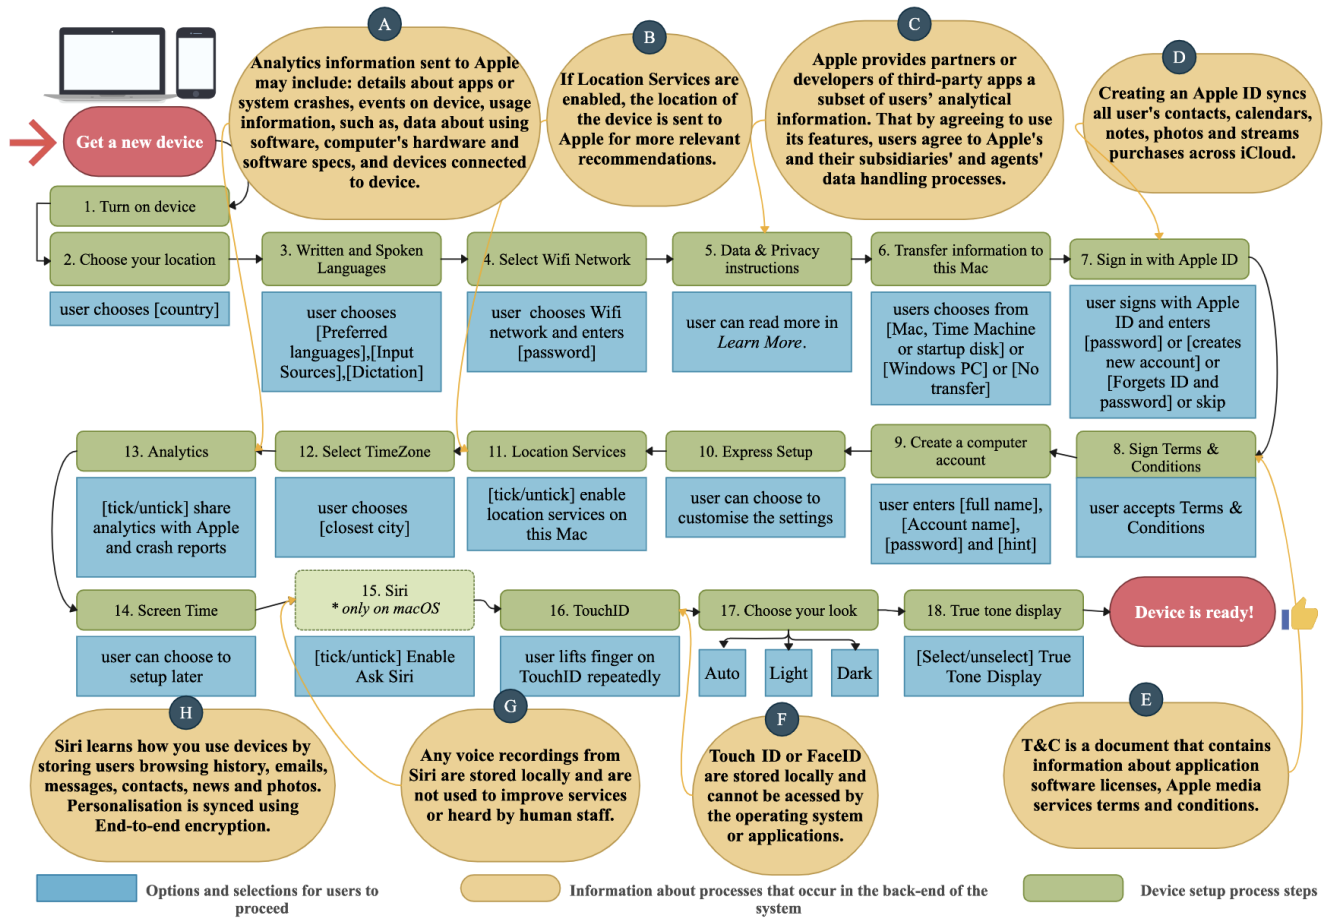 A
Analytics information sent to Apple
may include: details about apps or
system crashes, events on device, usage
information, such as, data about using
software, computer's hardware and
software specs, and devices connected
to device.
B
If Location Services are
enabled, the location of
the device is sent to
Apple for more relevant
recommendations.
C
Apple provides partners or
developers of third-party apps a
subset of users' analytical
information. That by agreeing to use
its features, users agree to Apple's
and their subsidiaries' and agents'
data handling processes.
D
Creating an Apple ID syncs
all user's contacts, calendars,
notes, photos and streams
purchases across iCloud.
Get a new device
1. Turn on device
2. Choose your location
user chooses [country]
3. Written and Spoken
Languages
user chooses
[Preferred
languages],[Input
Sources],[Dictation]
4. Select Wifi Network
user chooses Wifi
network and enters
[password]
5. Data & Privacy
instructions
user can read more in
Learn More.
6. Transfer information to
this Mac
users chooses from
[Mac, Time Machine
or startup disk] or
[Windows PC] or [No
transfer]
7. Sign in with Apple ID
user signs with Apple
ID and enters
[password] or [creates
new account] or
[Forgets ID and
password] or skip
8. Sign Terms &
Conditions
user accepts Terms &
Conditions
9. Create a computer
account
user enters [full name],
[Account name],
[password] and [hint]
10. Express Setup
user can choose to
customise the settings
11. Location Services
[tick/untick] enable
location services on
this Mac
12. Select TimeZone
user chooses
[closest city]
13. Analytics
[tick/untick] share
analytics with Apple
and crash reports
14. Screen Time
user can choose to
setup later
15. Siri
* only on macOS
[tick/untick] Enable
Ask Siri
16. TouchID
user lifts finger on
TouchID repeatedly
17. Choose your look
Auto
Light
Dark
18. True tone display
[Select/unselect] True
Tone Display
Device is ready!
H
Siri learns how you use devices by
storing users browsing history, emails,
messages, contacts, news and photos.
Personalisation is synced using
End-to-end encryption.
G
Any voice recordings from
Siri are stored locally and are
not used to improve services
or heard by human staff.
F
Touch ID or FaceID
are stored locally and
cannot be acessed by
the operating system
or applications.
E
T&C is a document that contains
information about application
software licenses, Apple media
services terms and conditions.
Options and selections for users to
proceed
Information about processes that occur in the back-end of the
system
Device setup process steps